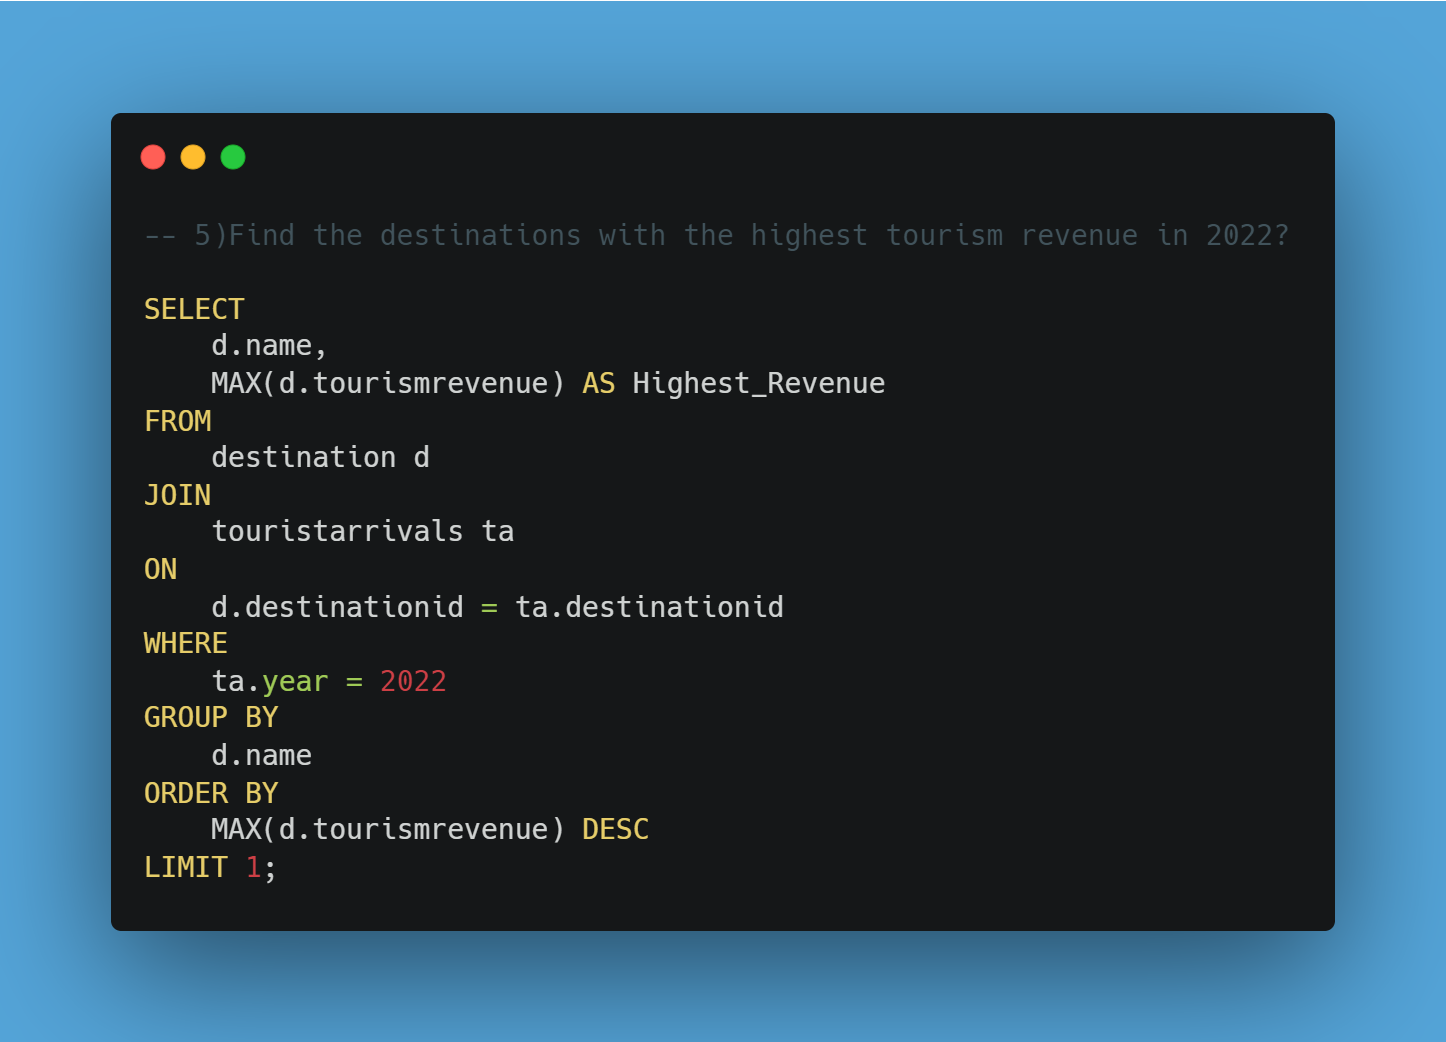 -- 5)Find the destinations with the highest tourism revenue in 2022?
SELECT
    d.name,
    MAX(d.tourismrevenue) AS Highest_Revenue
FROM
    destination d
JOIN
    touristarrivals ta
ON
    d.destinationid = ta.destinationid
WHERE
    ta.year = 2022
GROUP BY
    d.name
ORDER BY
    MAX(d.tourismrevenue) DESC
LIMIT 1;